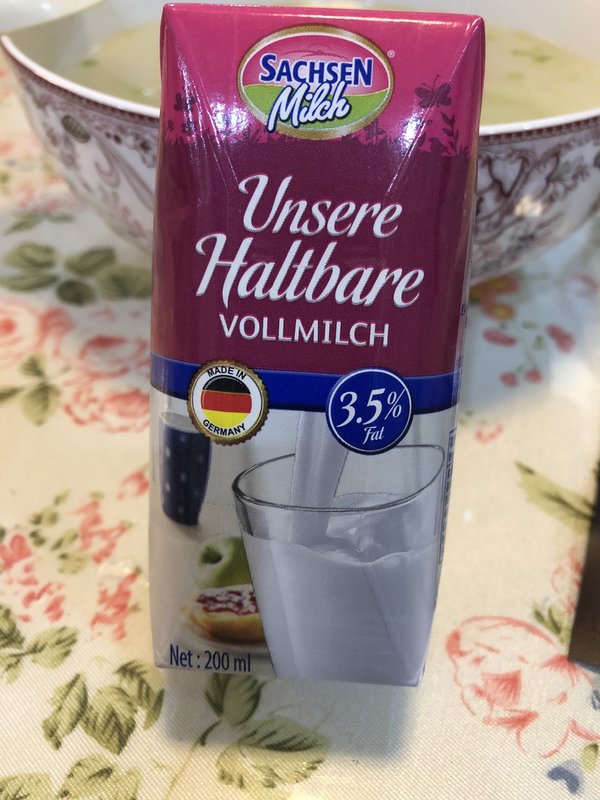 SACHSEN
Milch
®
Unsere
Haltbare
VOLLMILCH
MADE IN
GERMANY
3.5%
Fat
Net : 200 ml